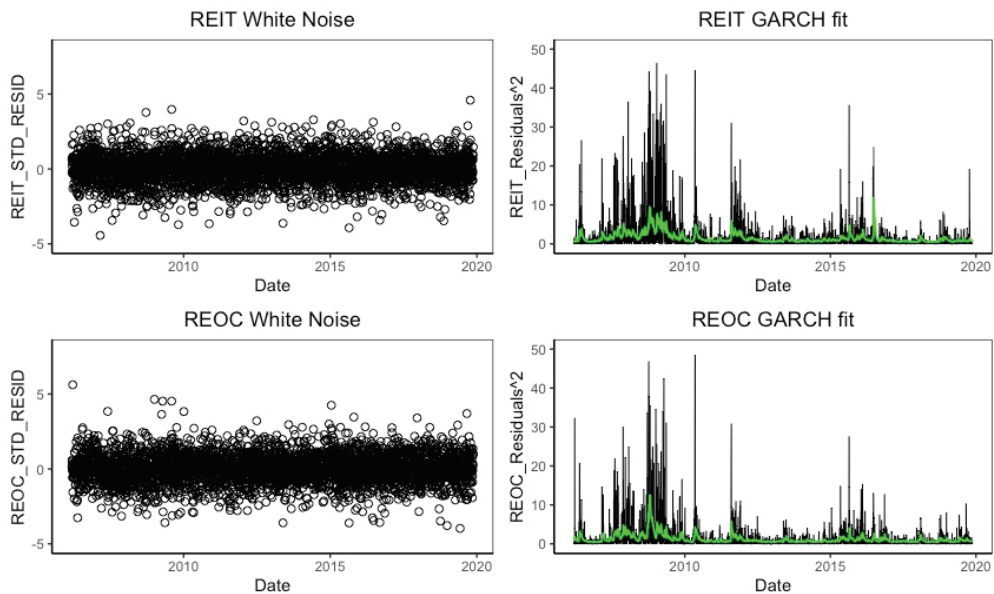 REIT White Noise
REIT_STD_RESID
5
0
-5
2010
2015
2020
Date
REIT GARCH fit
REIT_Residuals^2
50
40
30
20
10
0
2010
2015
2020
Date
REOC White Noise
REOC_STD_RESID
5
0
-5
2010
2015
2020
Date
REOC GARCH fit
REOC_Residuals^2
50
40
30
20
10
0
2010
2015
2020
Date